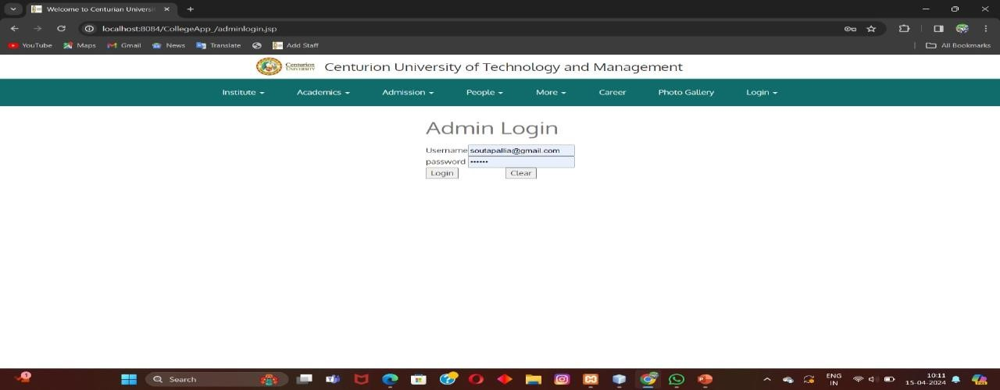 Welcome to Centurian Universi
localhost:8084/CollegeApp_/adminlogin.jsp
YouTube Maps Gmail News Translate Add Staff All Bookmarks
Centurion UNIVERSITY Centurion University of Technology and Management
Institute Academics Admission People More Career Photo Gallery Login
Admin Login
Username soutapallia@gmail.com
password ••••••
Login Clear
1 Search ENG IN 10:11 15-04-2024